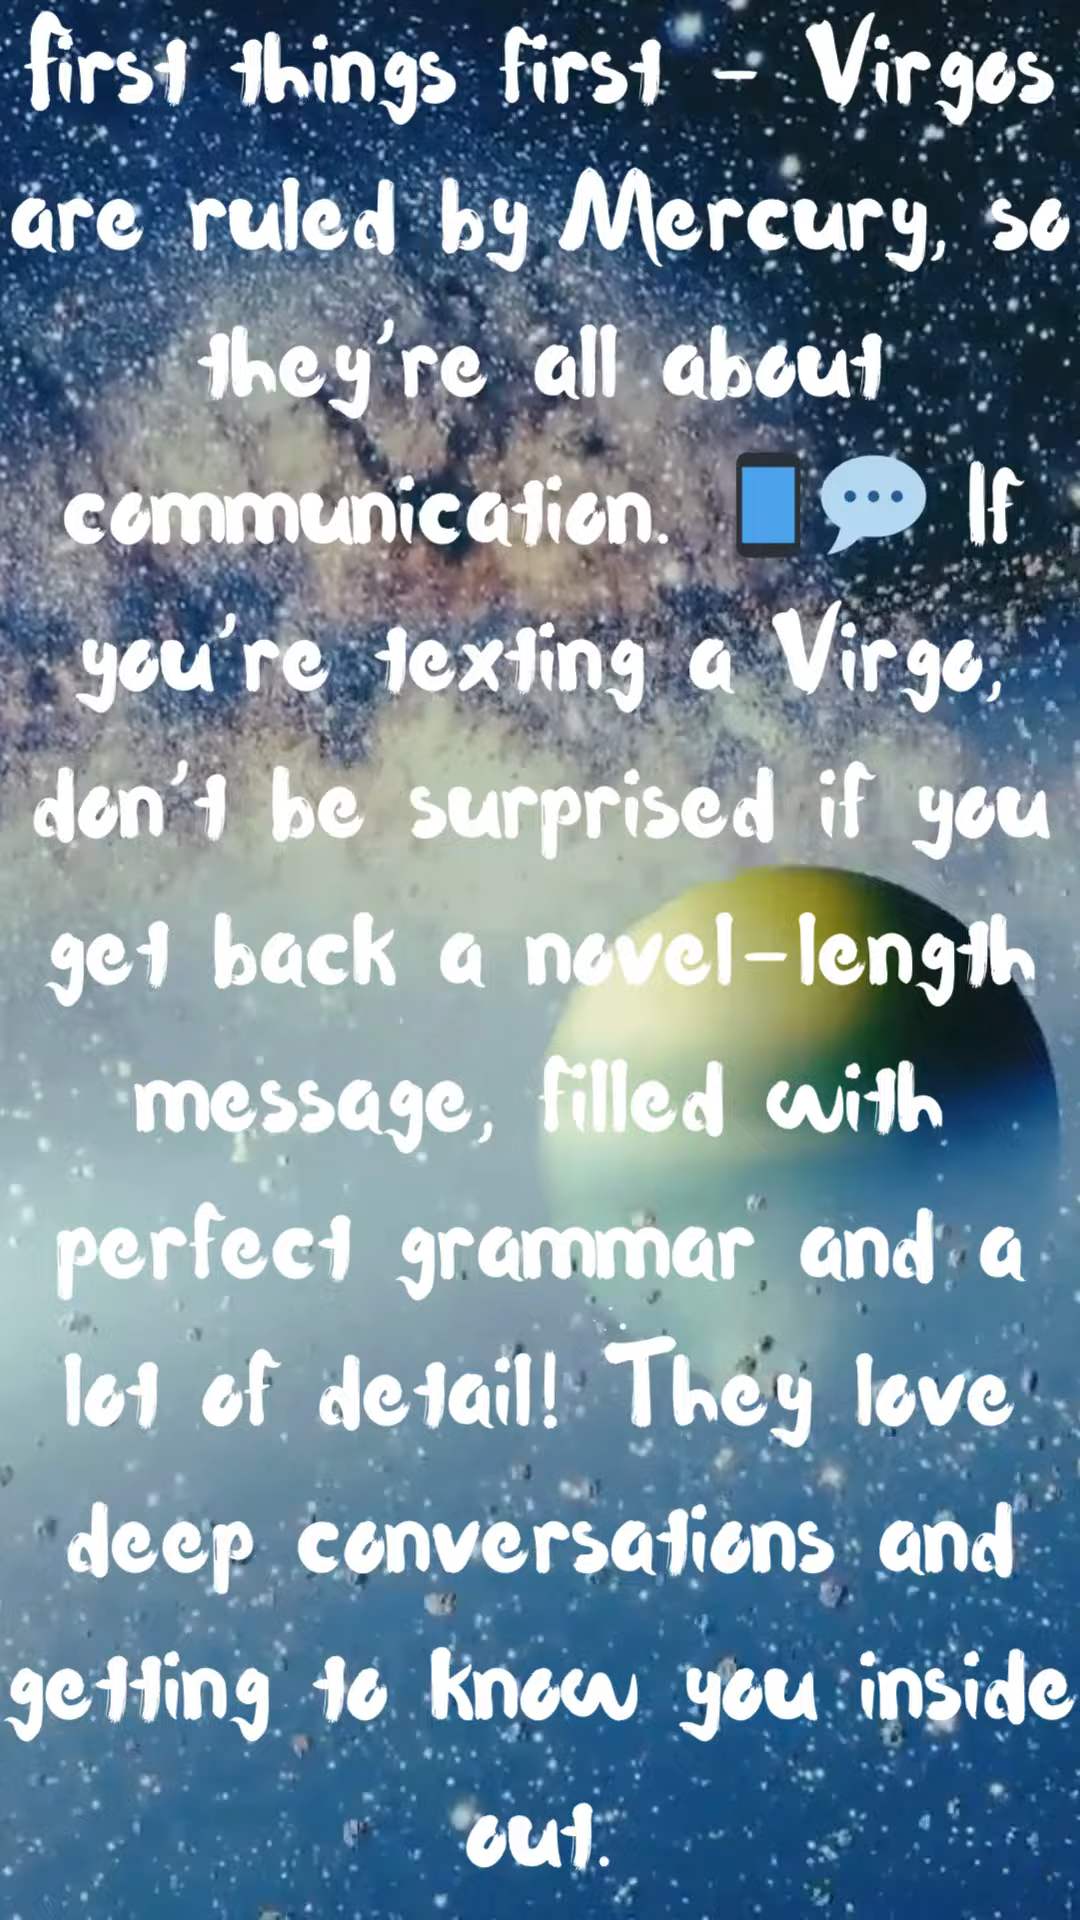 first things first - Virgos
are ruled by Mercury, so
they're all about
communication. 📱💬 If
you're texting a Virgo,
don't be surprised if you
get back a novel-length
message, filled with
perfect grammar and a
lot of detail! They love
deep conversations and
getting to know you inside
out.